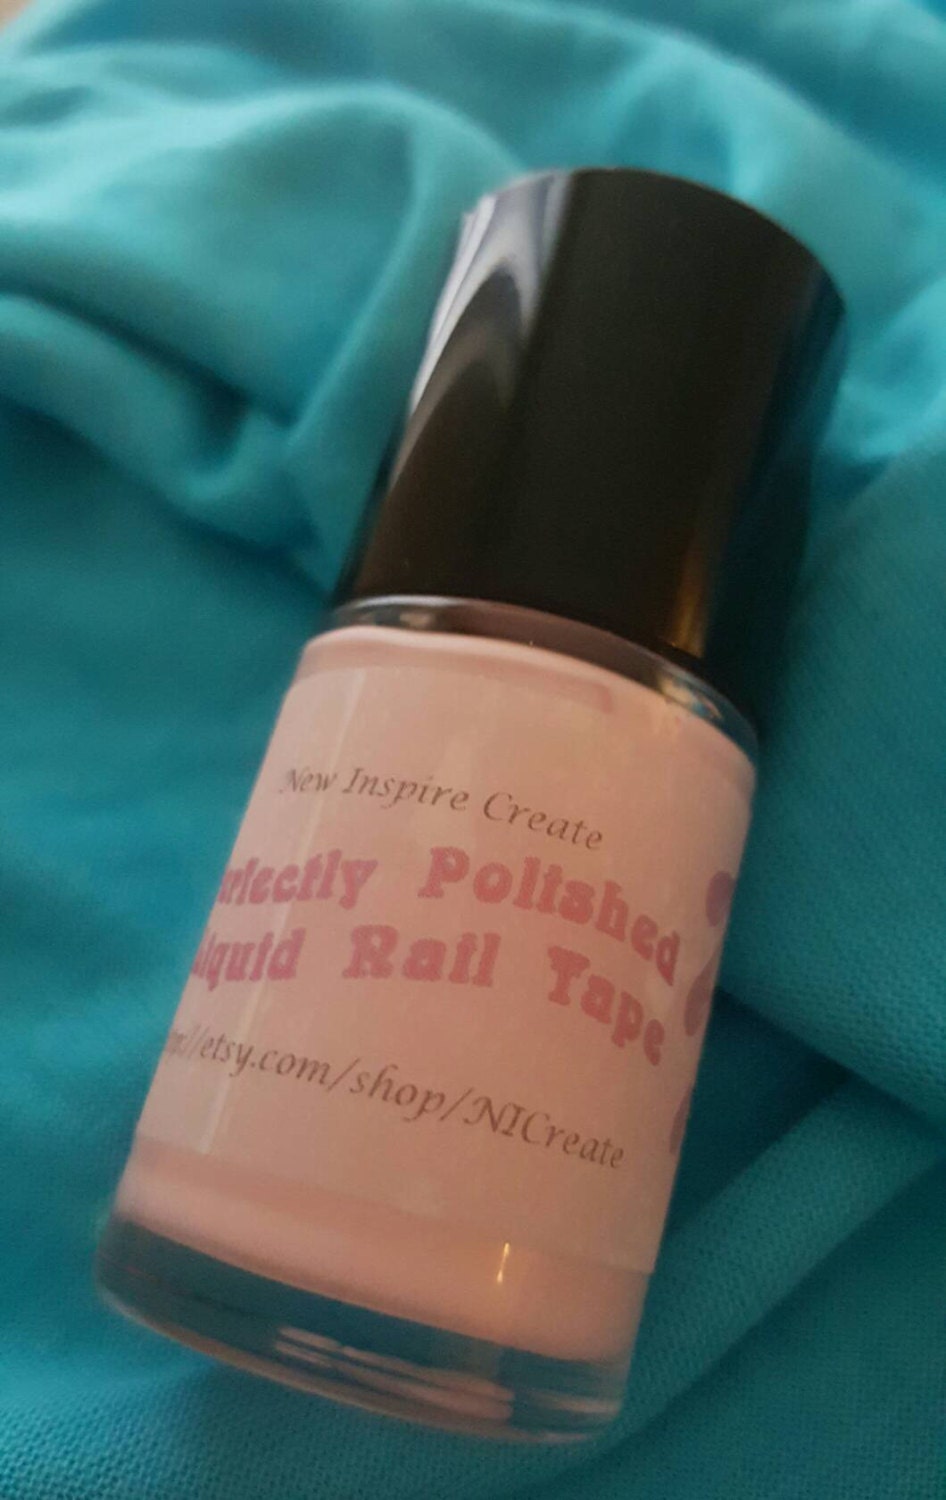 New Inspire Create
rfectly Polished
iquid Nail Tape
//etsy.com/shop/NICreate